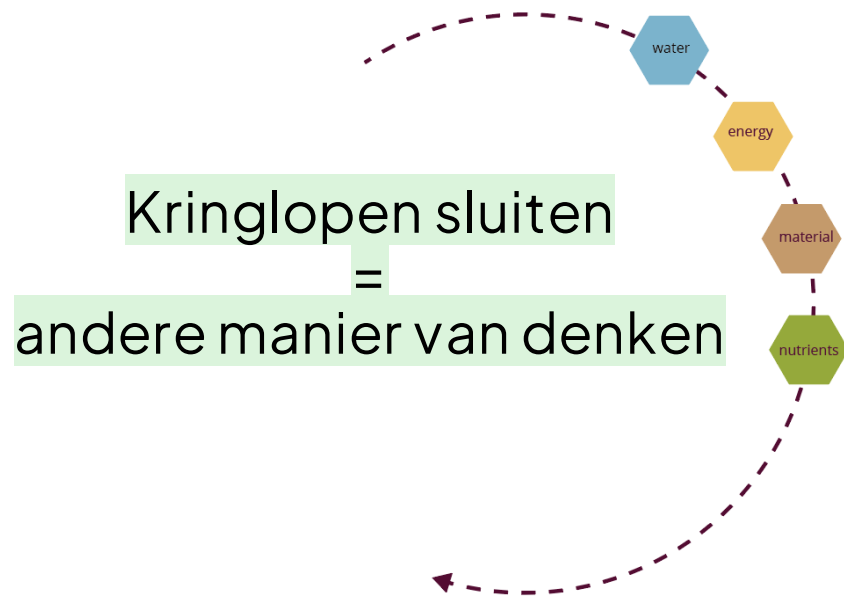 water
energy
Kringlopen sluiten
=
andere manier van denken
material
nutrients